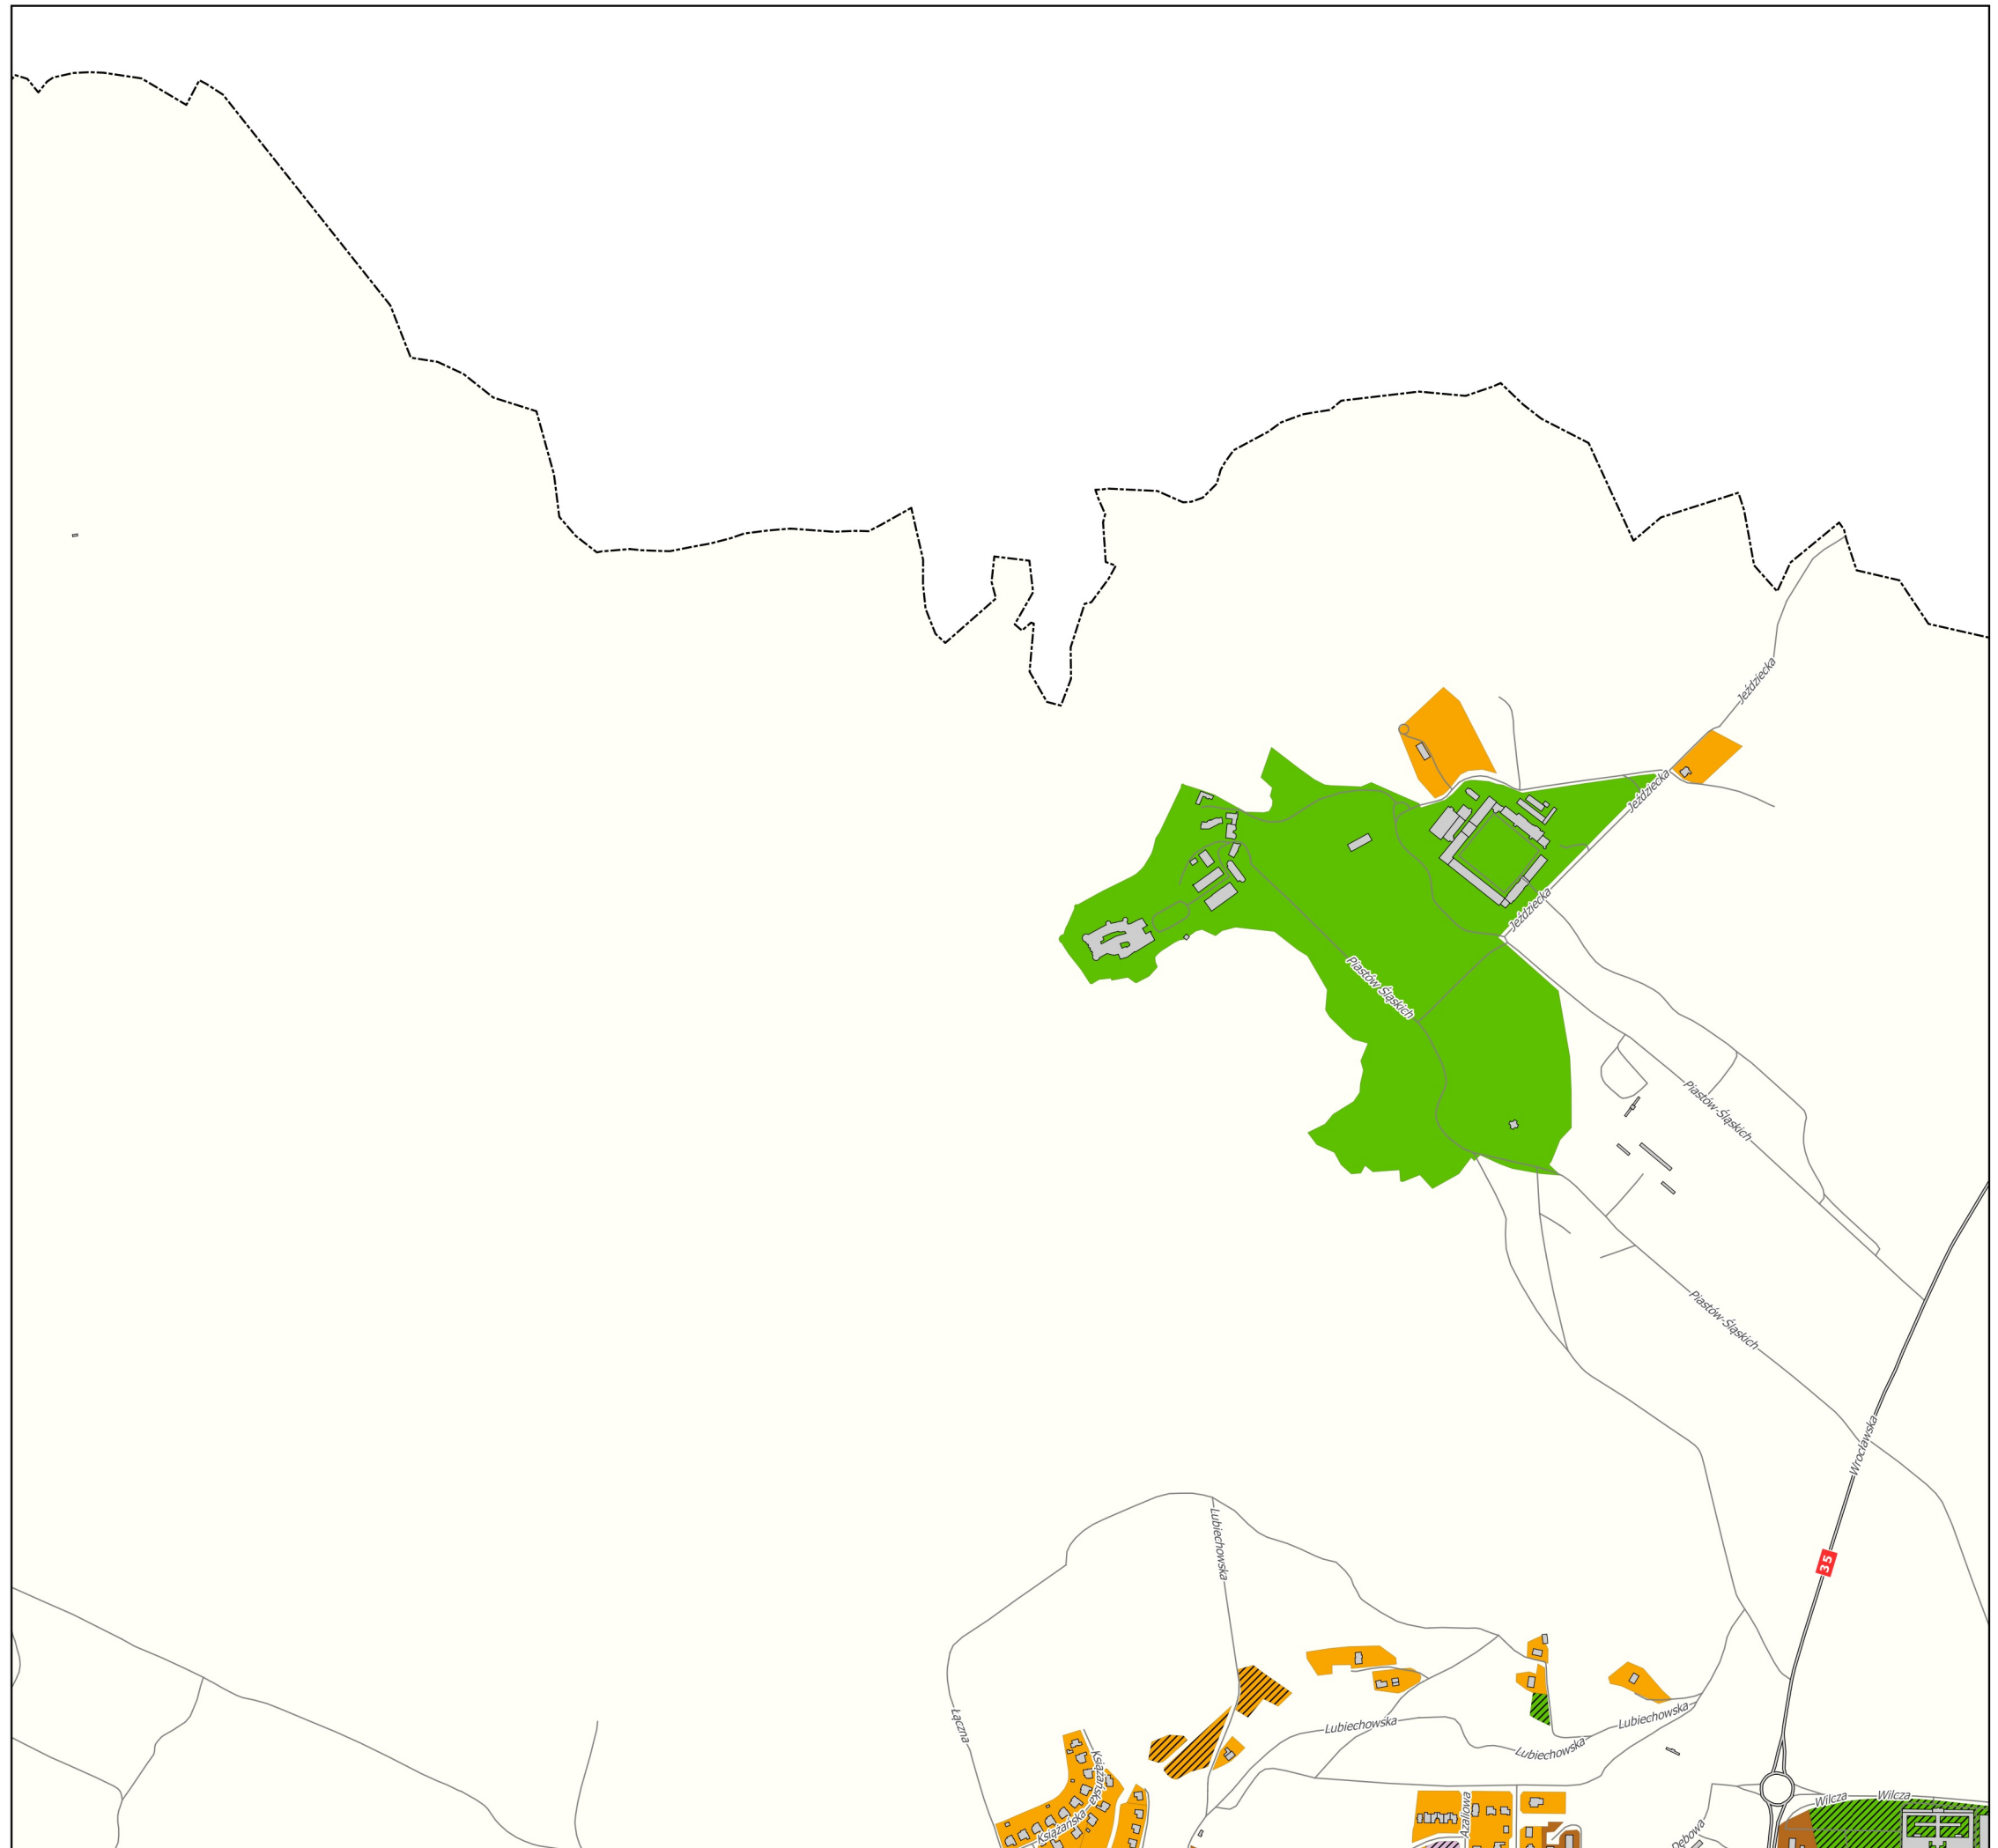 Jeździecka
Jeździecka
Jeździecka
Piastów Śląskich
Piastów-Śląskich
Piastów-Śląskich
Wrocławska
Lubiechowska
35
Łączna
Lubiechowska
Lubiechowska
Lubiechowska
Książańska
Książańska
Azaliowa
Wilcza
Wilcza
Dębowa